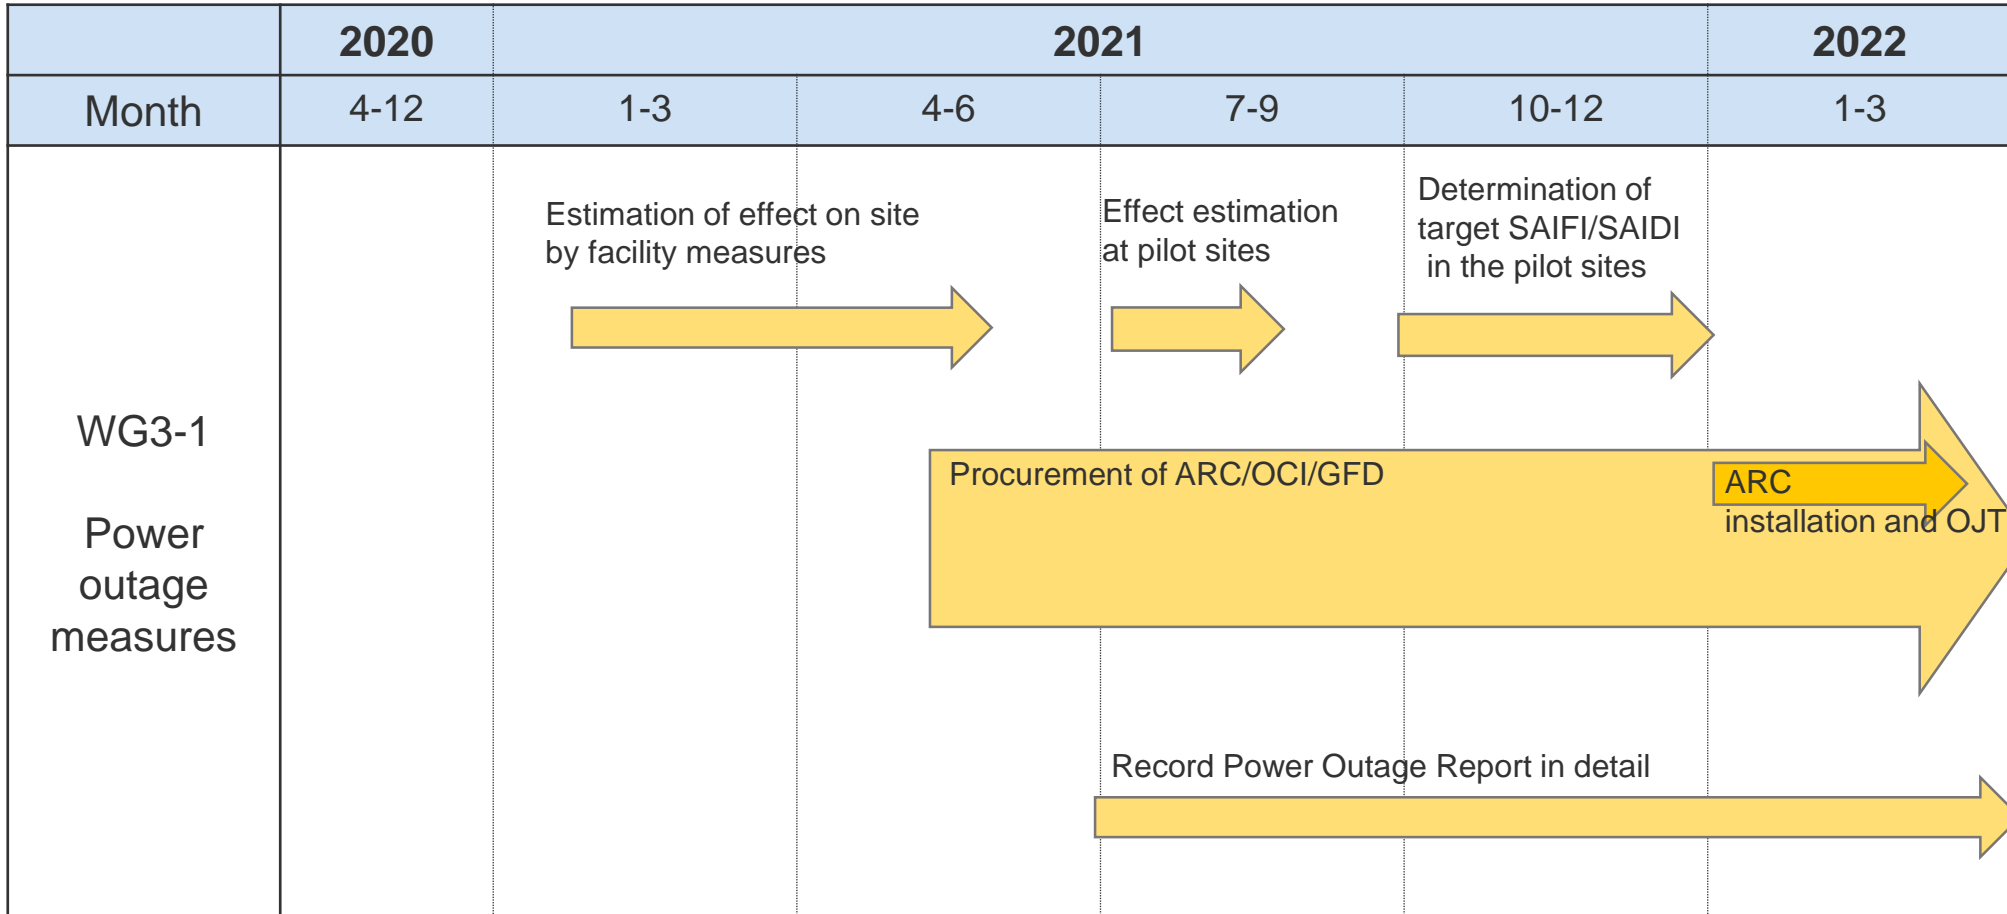 2020
2021
2022
Month
4-12
1-3
4-6
7-9
10-12
1-3
WG3-1
Power
outage
measures
Estimation of effect on site
by facility measures
Effect estimation
at pilot sites
Determination of
target SAIFI/SAIDI
in the pilot sites
Procurement of ARC/OCI/GFD
ARC
installation and OJT
Record Power Outage Report in detail